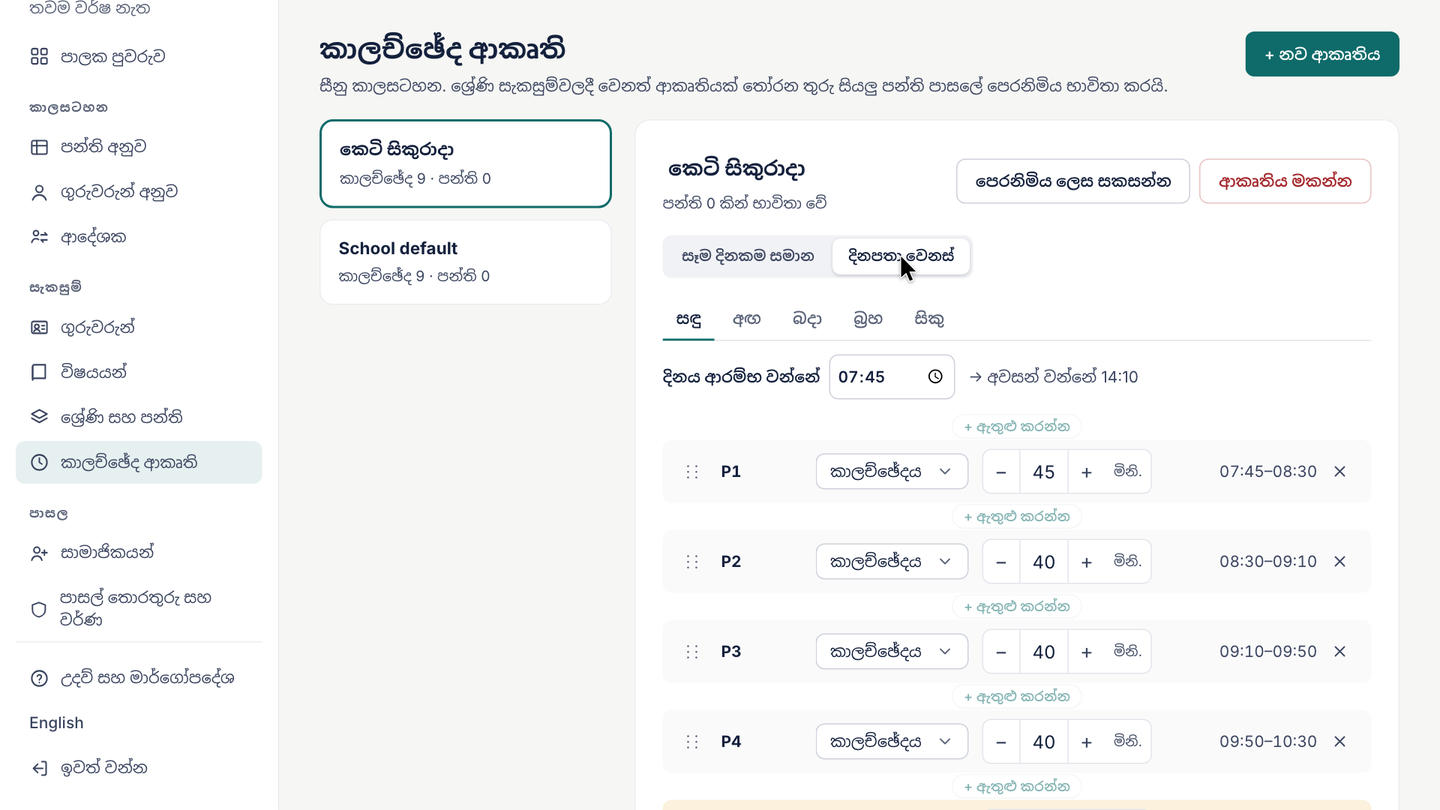 තවම වර්ෂ නැත
පාලක පුවරුව
කාලසටහන
පන්ති අනුව
ගුරුවරුන් අනුව
ආදේශක
සැකසුම්
ගුරුවරුන්
විෂයයන්
ශ්‍රේණි සහ පන්ති
කාලච්ඡේද ආකෘති
පාසල
සාමාජිකයන්
පාසල් තොරතුරු සහ
වර්ණ
උදව් සහ මාර්ගෝපදේශ
English
ඉවත් වන්න
කාලච්ඡේද ආකෘති
සීනු කාලසටහන. ශ්‍රේණි සැකසුම්වලදී වෙනත් ආකෘතියක් තෝරන තුරු සියලු පන්ති පාසලේ පෙරනිමිය භාවිතා කරයි.
+ නව ආකෘතිය
කෙටි සිකුරාදා
කාලච්ඡේද 9 · පන්ති 0
School default
කාලච්ඡේද 9 · පන්ති 0
කෙටි සිකුරාදා
පන්ති 0 කින් භාවිතා වේ
පෙරනිමිය ලෙස සකසන්න
ආකෘතිය මකන්න
සෑම දිනකම සමාන
දිනපතා වෙනස්
සඳු අඟ බදා බ්‍රහ සිකු
දිනය ආරම්භ වන්නේ 07:45 → අවසන් වන්නේ 14:10
+ ඇතුළු කරන්න
P1 කාලච්ඡේදය − 45 + මිනි. 07:45–08:30 ×
+ ඇතුළු කරන්න
P2 කාලච්ඡේදය − 40 + මිනි. 08:30–09:10 ×
+ ඇතුළු කරන්න
P3 කාලච්ඡේදය − 40 + මිනි. 09:10–09:50 ×
+ ඇතුළු කරන්න
P4 කාලච්ඡේදය − 40 + මිනි. 09:50–10:30 ×
+ ඇතුළු කරන්න